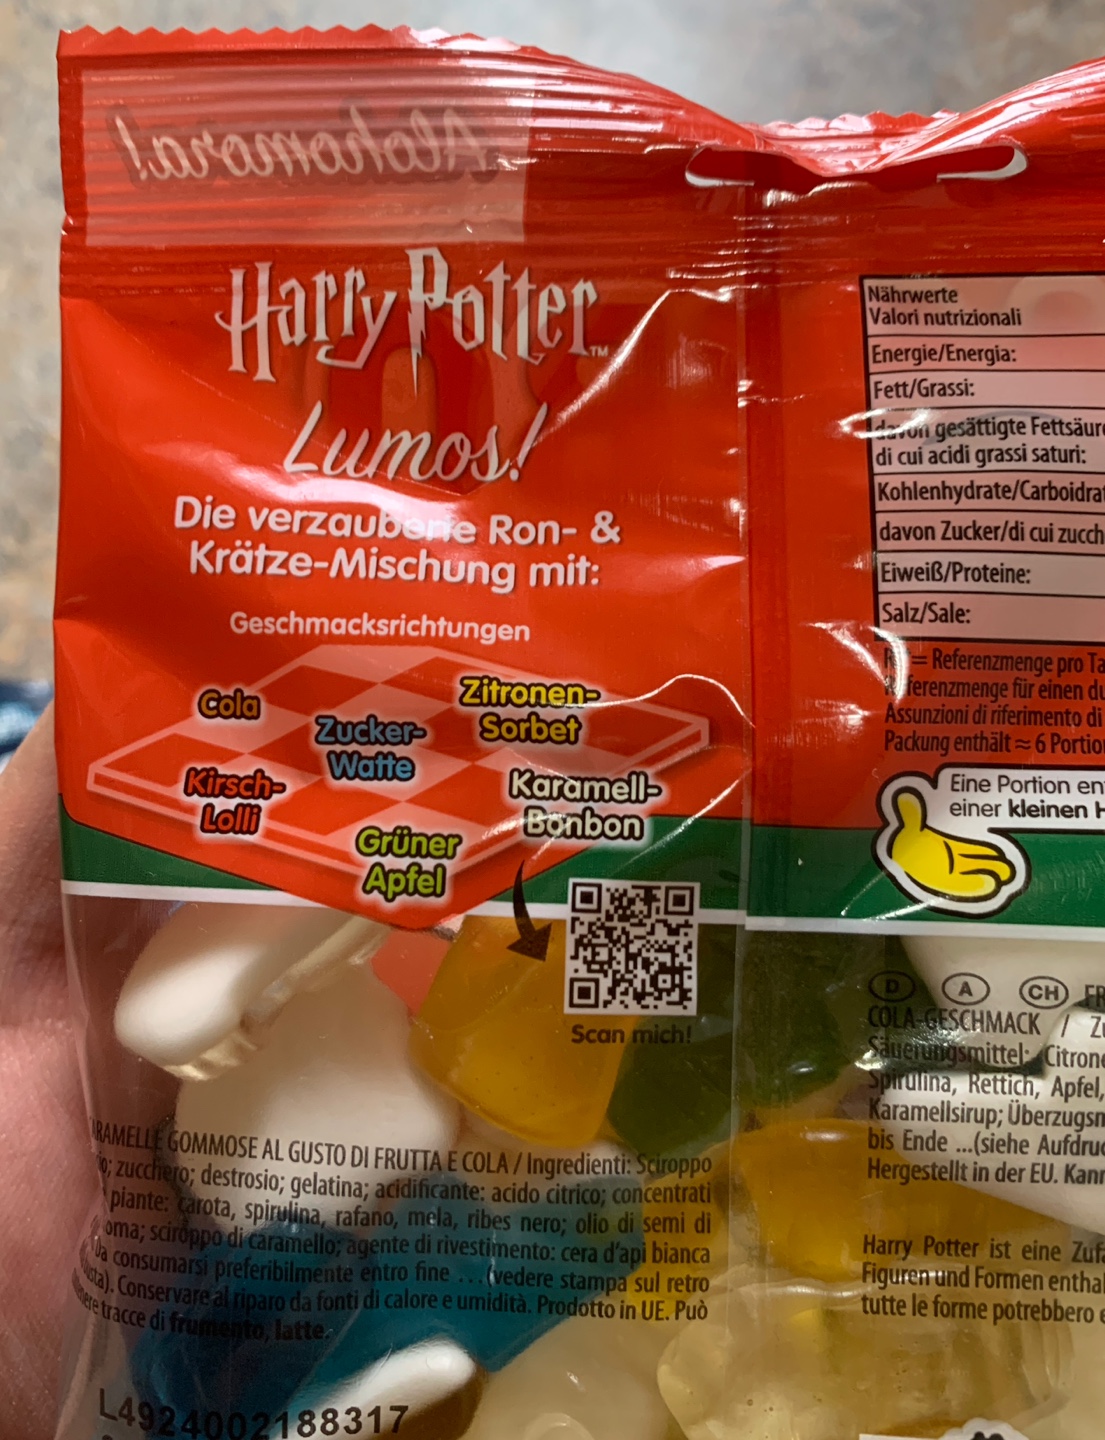 Alohomora!
Harry Potter™
Lumos!
Die verzauberte Ron- &
Krätze-Mischung mit:
Geschmacksrichtungen
Cola
Zucker-
Watte
Zitronen-
Sorbet
Kirsch-
Lolli
Grüner
Apfel
Karamell-
Bonbon
Scan mich!
GOMMOSE AL GUSTO DI FRUTTA E COLA / Ingredienti: Sciroppo
zucchero; destrosio; gelatina; acidificante: acido citrico; concentrati
piante: carota, spirulina, rafano, mela, ribes nero; olio di semi di
sciroppo di caramello; agente di rivestimento: cera d'api bianca
Da consumarsi preferibilmente entro fine ...(vedere stampa sul retro
Conservare al riparo da fonti di calore e umidità. Prodotto in UE. Può
tracce di frumento, latte.
L4924002188317
Nährwerte
Valori nutrizionali
Energie/Energia:
Fett/Grassi:
davon gesättigte Fettsäure
di cui acidi grassi saturi:
Kohlenhydrate/Carboidra
davon Zucker/di cui zucch
Eiweiß/Proteine:
Salz/Sale:
= Referenzmenge pro Ta
Referenzmenge für einen du
Assunzioni di riferimento di
Packung enthält ≈ 6 Portio
Eine Portion en
einer kleinen H
D A CH FR
COLA-GESCHMACK / Zu
Säuerungsmittel: Citrone
Spirulina, Rettich, Apfel,
Karamellsirup; Überzugsm
bis Ende ...(siehe Aufdruc
Hergestellt in der EU. Kann
Harry Potter ist eine Zufa
Figuren und Formen enthal
tutte le forme potrebbero e